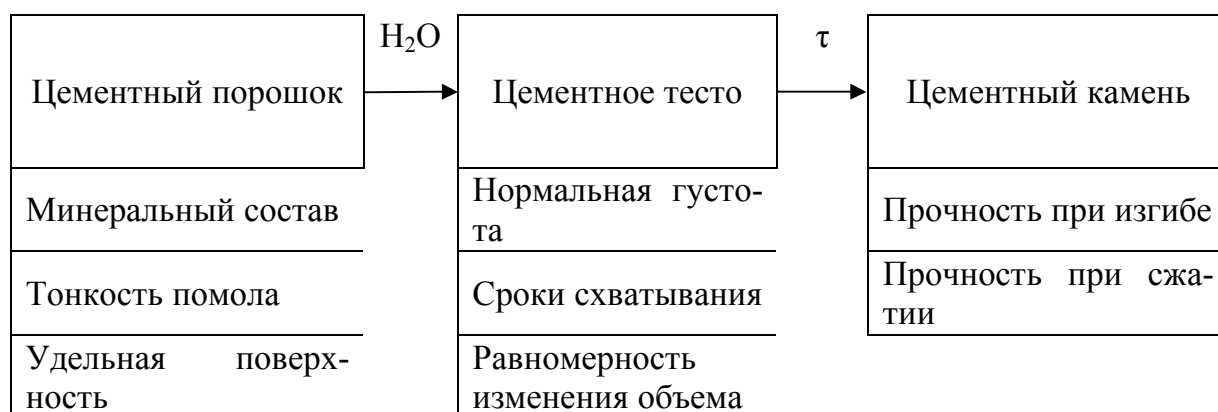 H₂O
τ
Цементный порошок
Цементное тесто
Цементный камень
Минеральный состав
Тонкость помола
Удельная поверх-
ность
Нормальная густо-
та
Сроки схватывания
Равномерность
изменения объема
Прочность при изгибе
Прочность при сжа-
тии